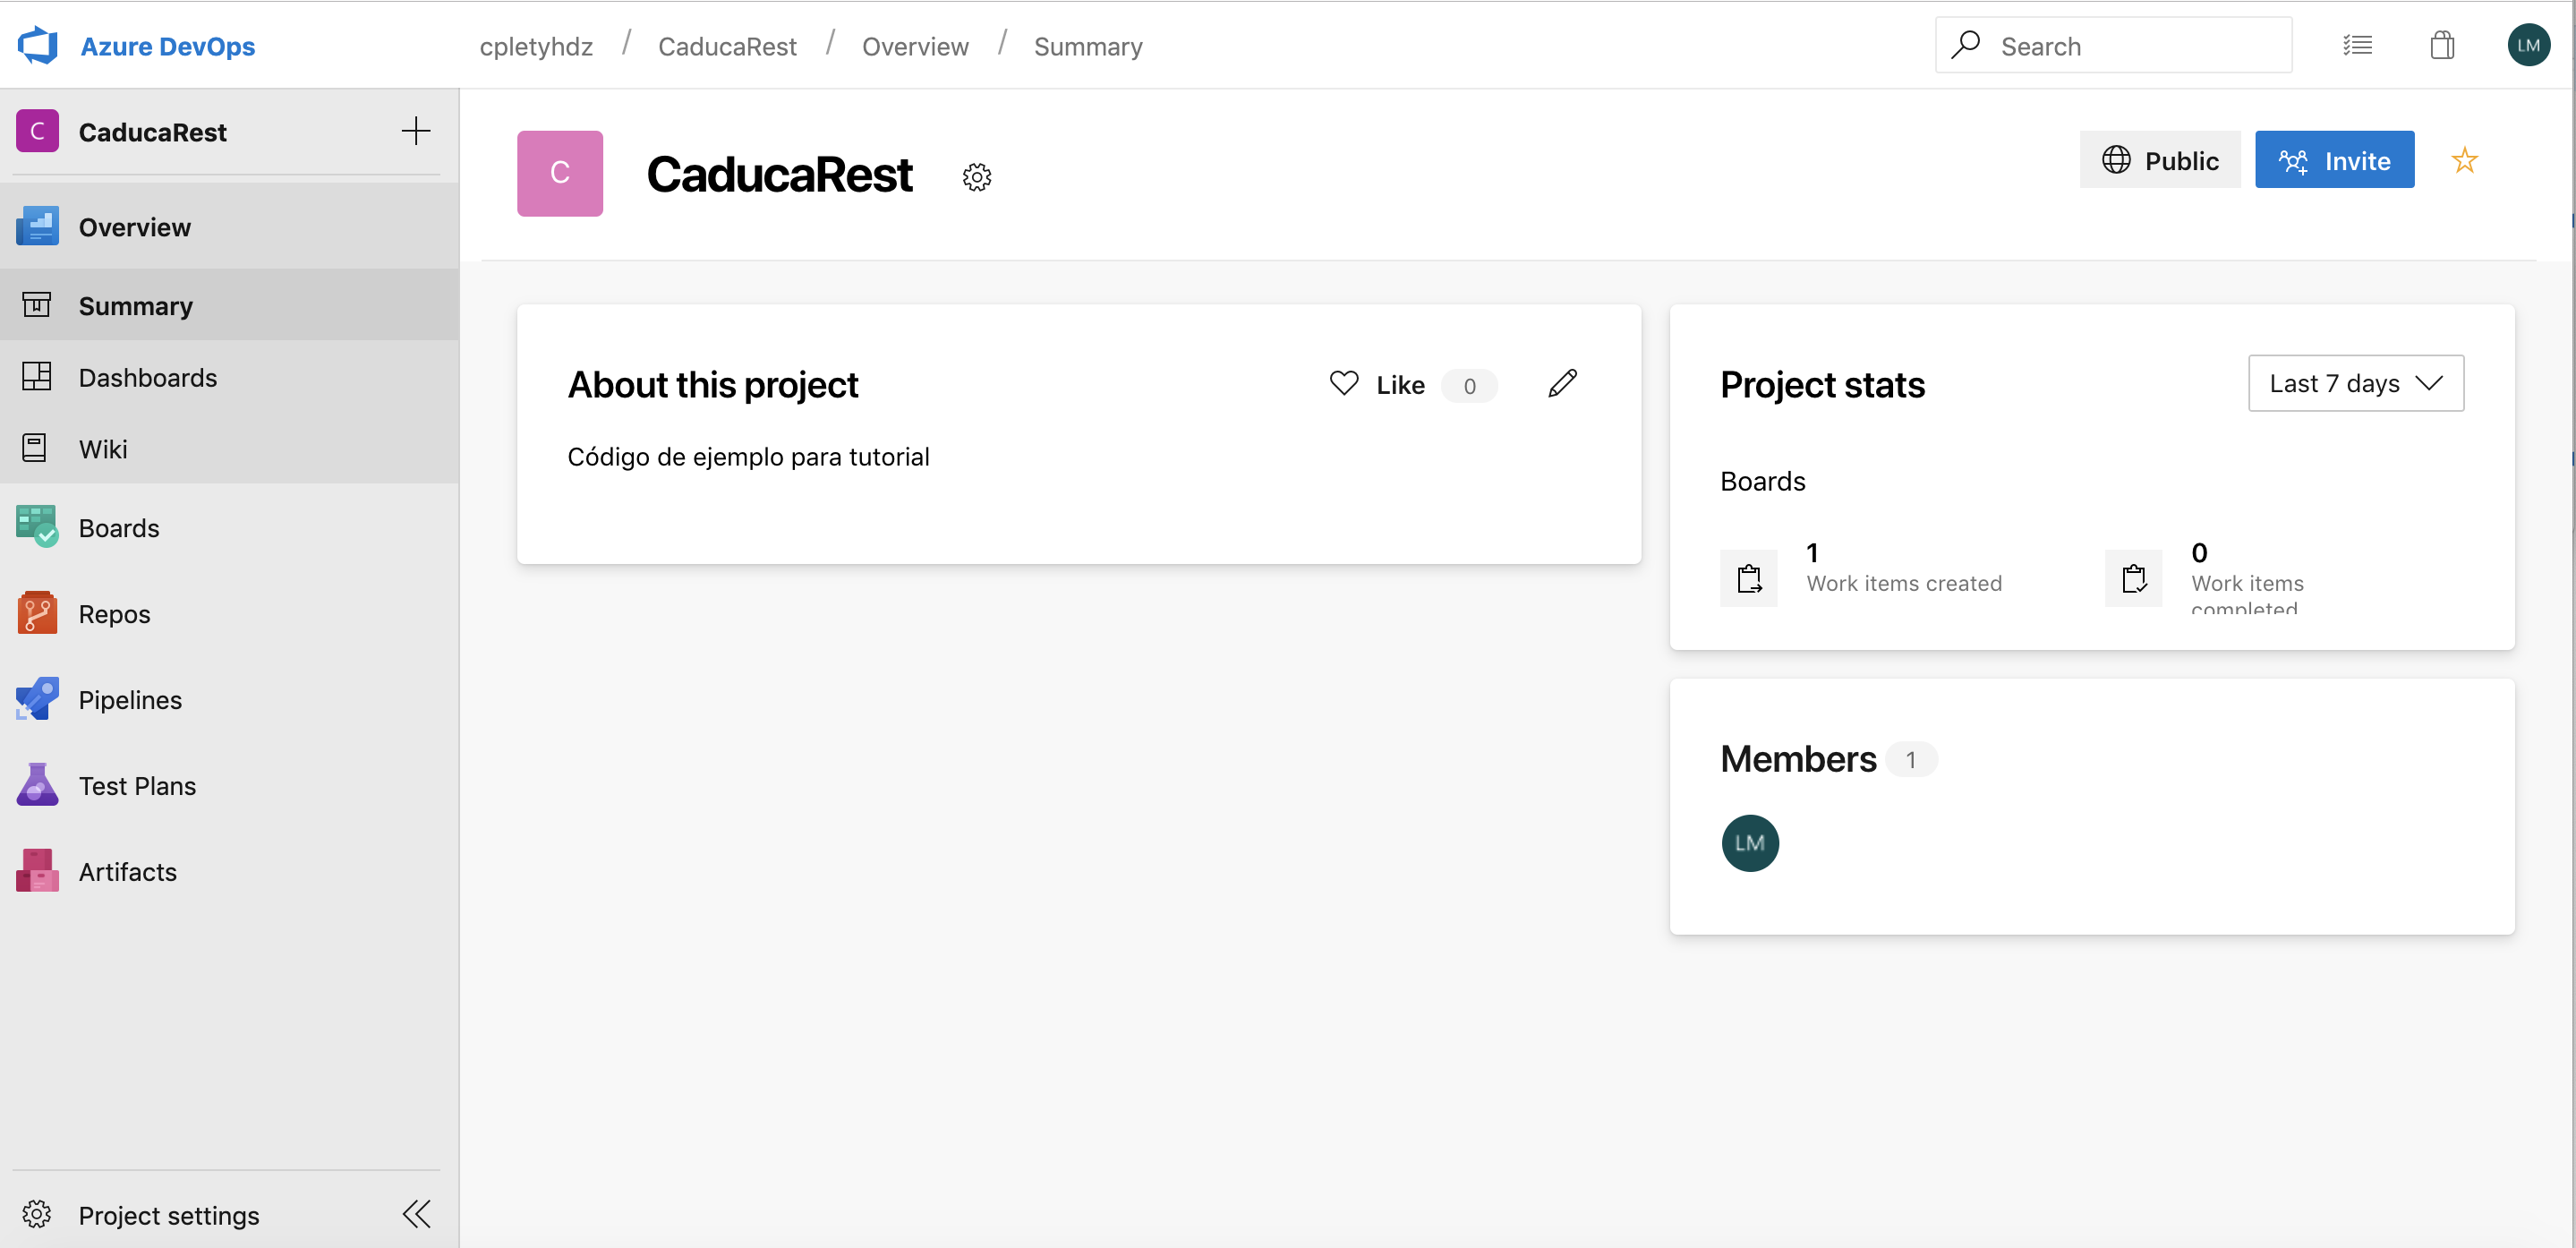 Azure DevOps
cpletyhdz / CaducaRest / Overview / Summary
Search
LM
C CaducaRest
Overview
Summary
Dashboards
Wiki
Boards
Repos
Pipelines
Test Plans
Artifacts
Project settings
C
CaducaRest
Public
Invite
About this project
Like 0
Código de ejemplo para tutorial
Project stats
Last 7 days
Boards
1
Work items created
0
Work items
completed
Members 1
LM